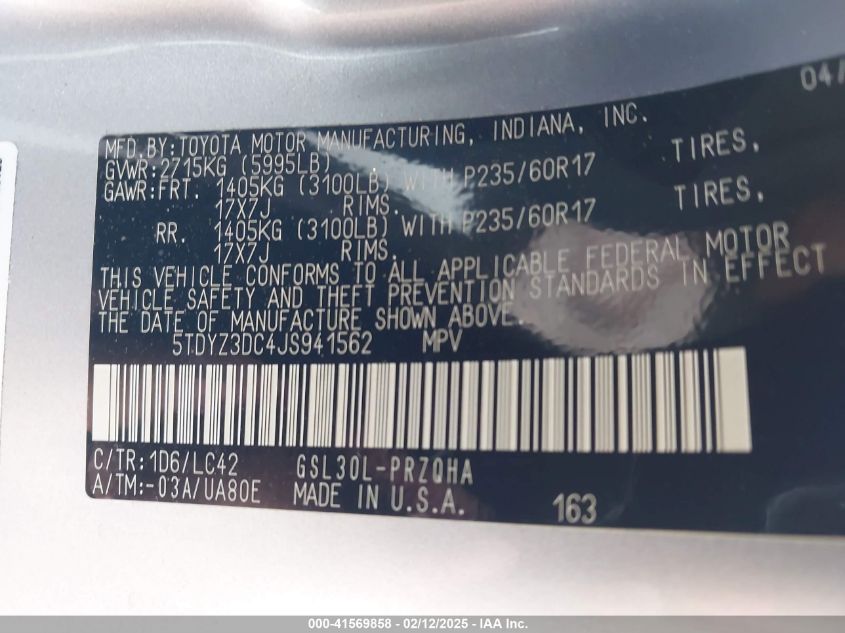 04/
MFD.BY:TOYOTA MOTOR MANUFACTURING, INDIANA, INC.
GVWR:2715KG (5995LB)
GAWR:FRT. 1405KG (3100LB) WITH P235/60R17 TIRES,
17X7J RIMS.
RR. 1405KG (3100LB) WITH P235/60R17 TIRES,
17X7J RIMS.
THIS VEHICLE CONFORMS TO ALL APPLICABLE FEDERAL MOTOR
VEHICLE SAFETY AND THEFT PREVENTION STANDARDS IN EFFECT
THE DATE OF MANUFACTURE SHOWN ABOVE.
5TDYZ3DC4JS941562 MPV
C/TR:1D6/LC42 GSL30L-PRZQHA
A/TM:-03A/UA80E MADE IN U.S.A. 163
000-41569858 - 02/12/2025 - IAA Inc.